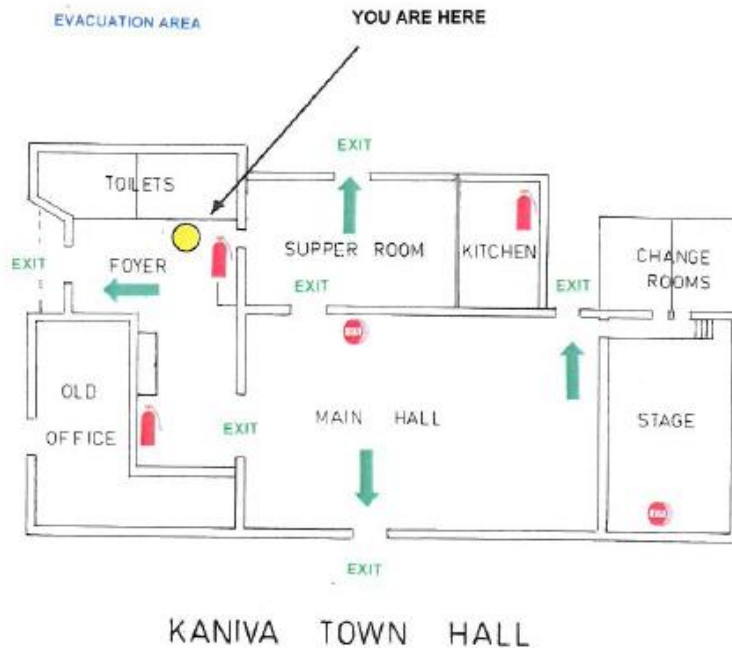 EVACUATION AREA
YOU ARE HERE
EXIT
TOILETS
EXIT
FOYER
SUPPER ROOM
KITCHEN
CHANGE
ROOMS
EXIT
EXIT
OLD
OFFICE
EXIT
MAIN HALL
STAGE
EXIT
KANIVA TOWN HALL